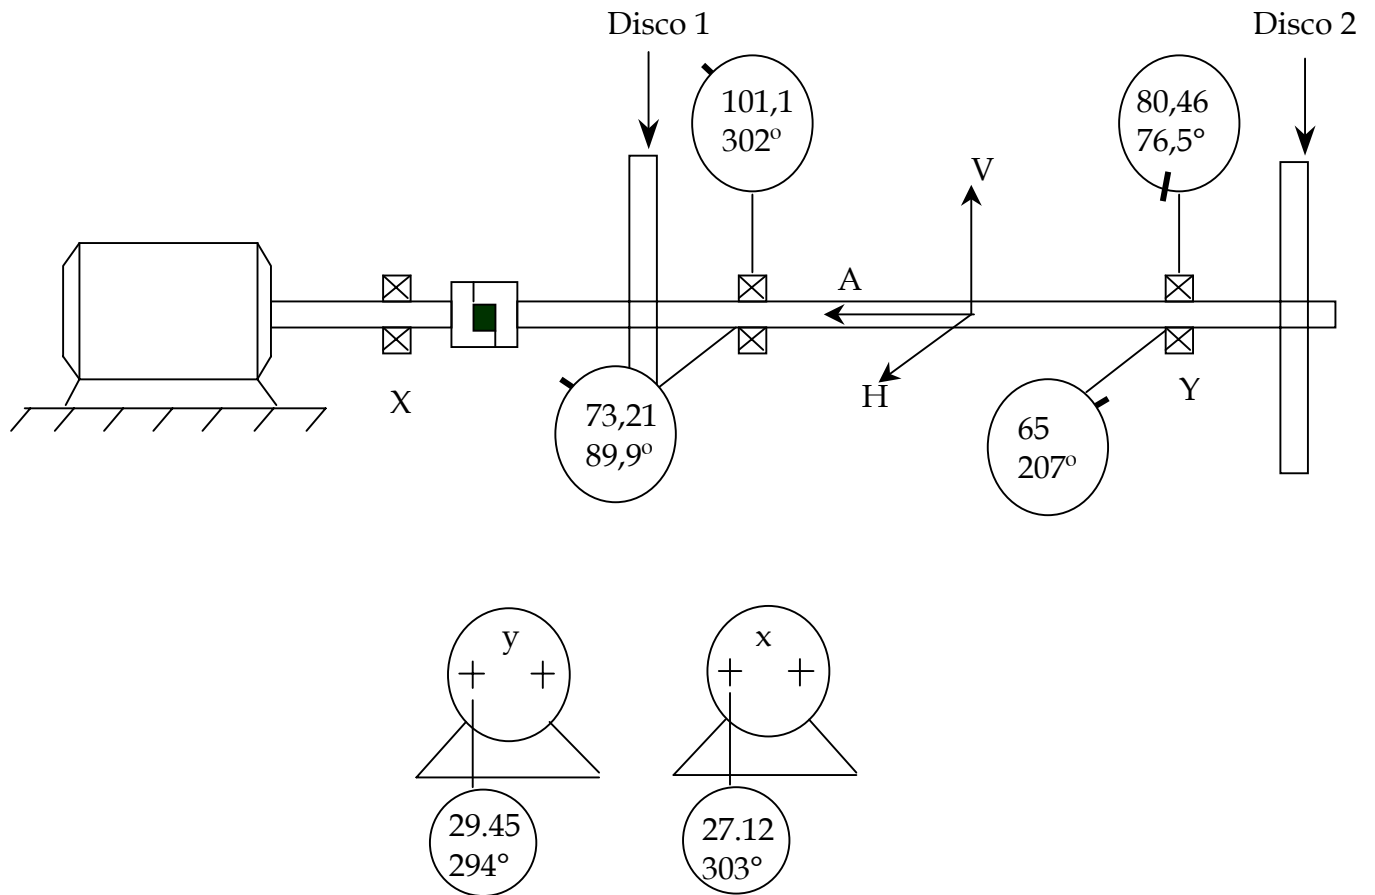 Disco 1
Disco 2
101,1
302º
80,46
76,5°
V
A
H
X
Y
73,21
89,9º
65
207º
y
x
29.45
294°
27.12
303°